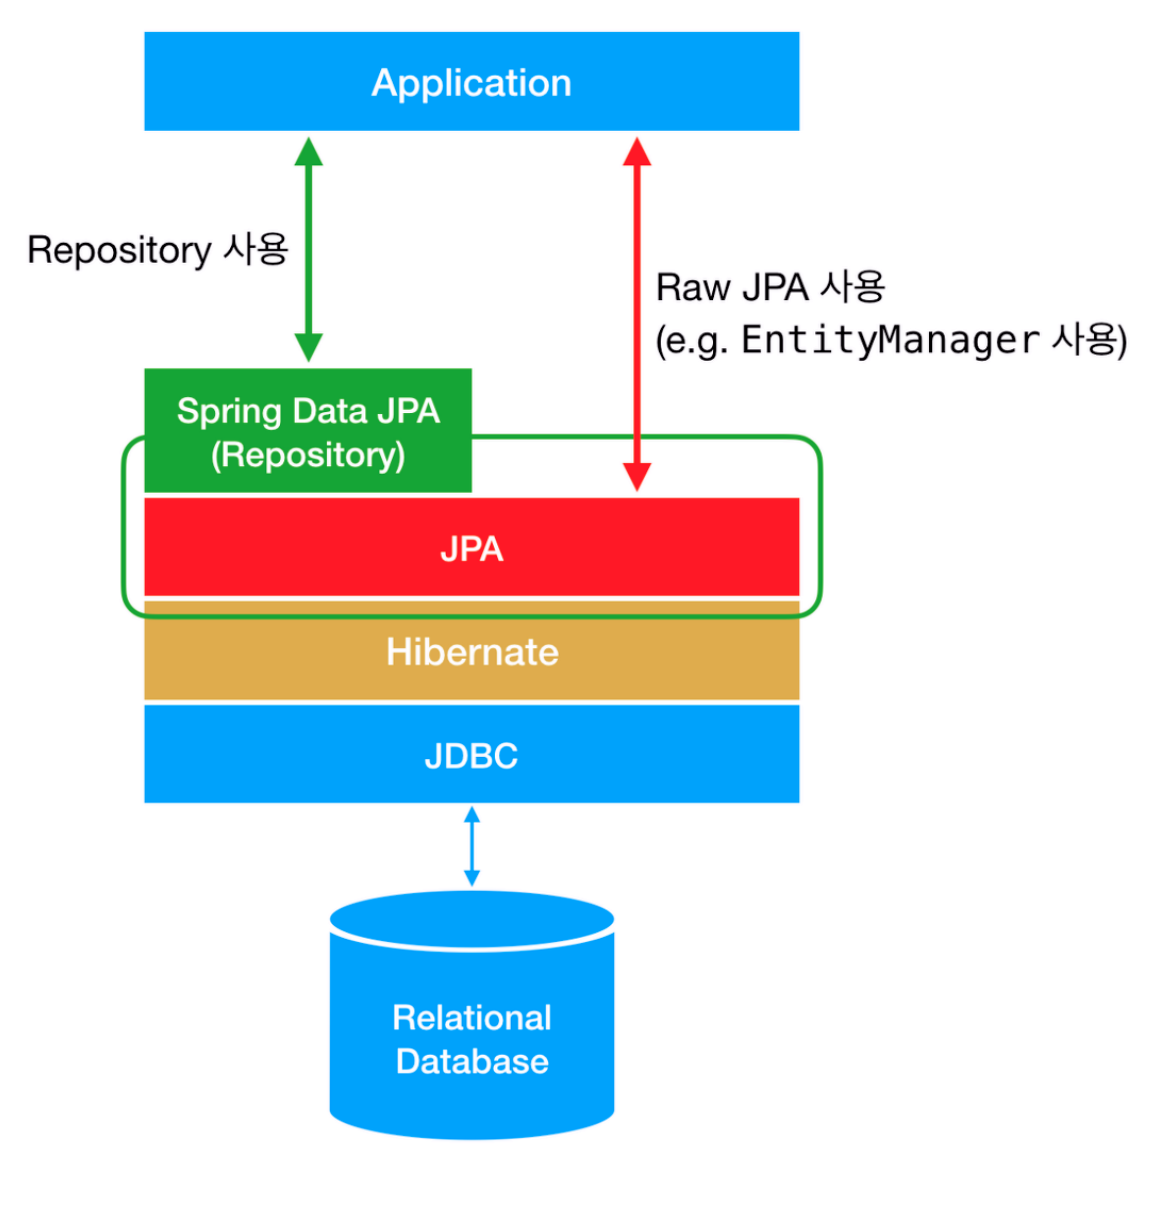 Application
Repository 사용
Raw JPA 사용
(e.g. EntityManager 사용)
Spring Data JPA
(Repository)
JPA
Hibernate
JDBC
Relational
Database